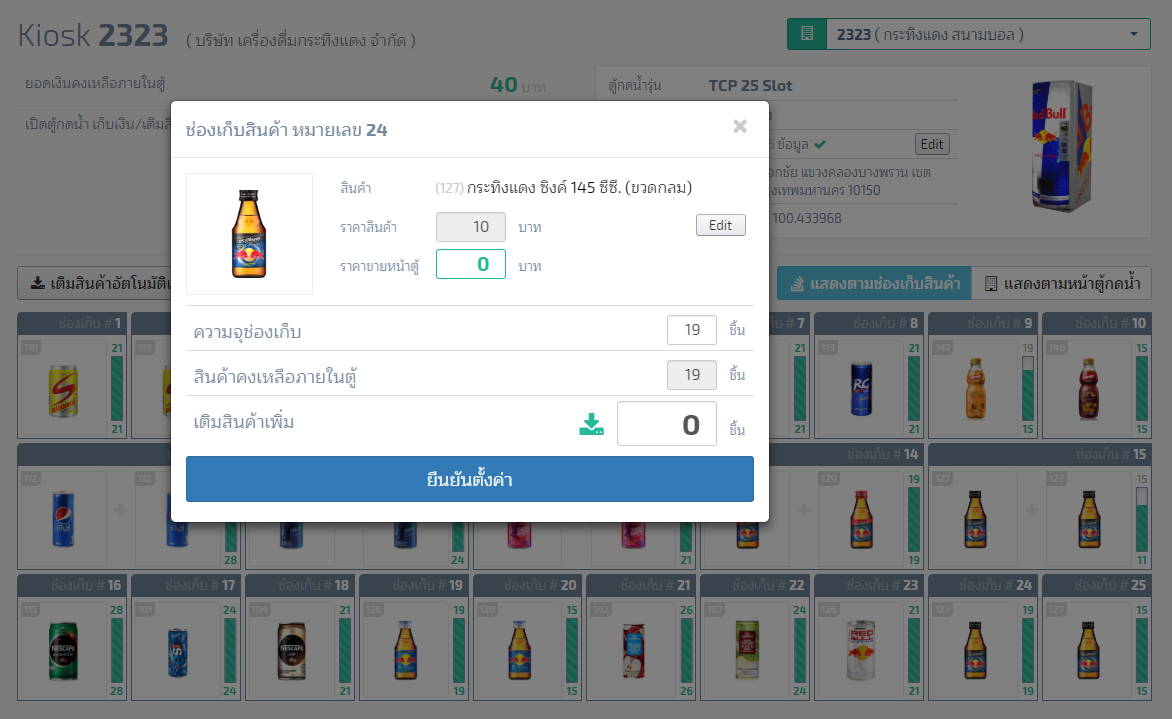 Kiosk 2323 ( บริษัท เครื่องดื่มกระทิงแดง จำกัด )
2323 ( กระทิงแดง สนามบอล )
ยอดเงินคงเหลือภายในตู้ 40 บาท
เปิดตู้กดน้ำ เก็บเงิน/เติมสิ
ตู้กดน้ำรุ่น TCP 25 Slot
ข้อมูล Edit
อกชัย แขวงคลองบางพราน เขต
กรุงเทพมหานคร 10150
100.433968
ช่องเก็บสินค้า หมายเลข 24
สินค้า (127) กระทิงแดง ซิงค์ 145 ซีซี. (ขวดกลม)
ราคาสินค้า 10 บาท Edit
ราคาขายหน้าตู้ 0 บาท
ความจุช่องเก็บ 19 ชิ้น
สินค้าคงเหลือภายในตู้ 19 ชิ้น
เติมสินค้าเพิ่ม 0 ชิ้น
ยืนยันตั้งค่า
เติมสินค้าอัตโนมัติ
แสดงตามช่องเก็บสินค้า แสดงตามหน้าตู้กดน้ำ
ช่องเก็บ # 1 # 7 ช่องเก็บ # 8 ช่องเก็บ # 9 ช่องเก็บ # 10
118 21 118 21 113 21 147 19 148 15
21 21 21 15 15
ช่องเก็บ # 14 ช่องเก็บ # 15
112 112 129 19 127 127 15
28 24 21 19 11
ช่องเก็บ # 16 ช่องเก็บ # 17 ช่องเก็บ # 18 ช่องเก็บ # 19 ช่องเก็บ # 20 ช่องเก็บ # 21 ช่องเก็บ # 22 ช่องเก็บ # 23 ช่องเก็บ # 24 ช่องเก็บ # 25
115 28 101 24 104 21 128 19 128 15 142 26 107 24 126 21 127 19 127 15
28 24 21 19 15 26 24 21 19 15